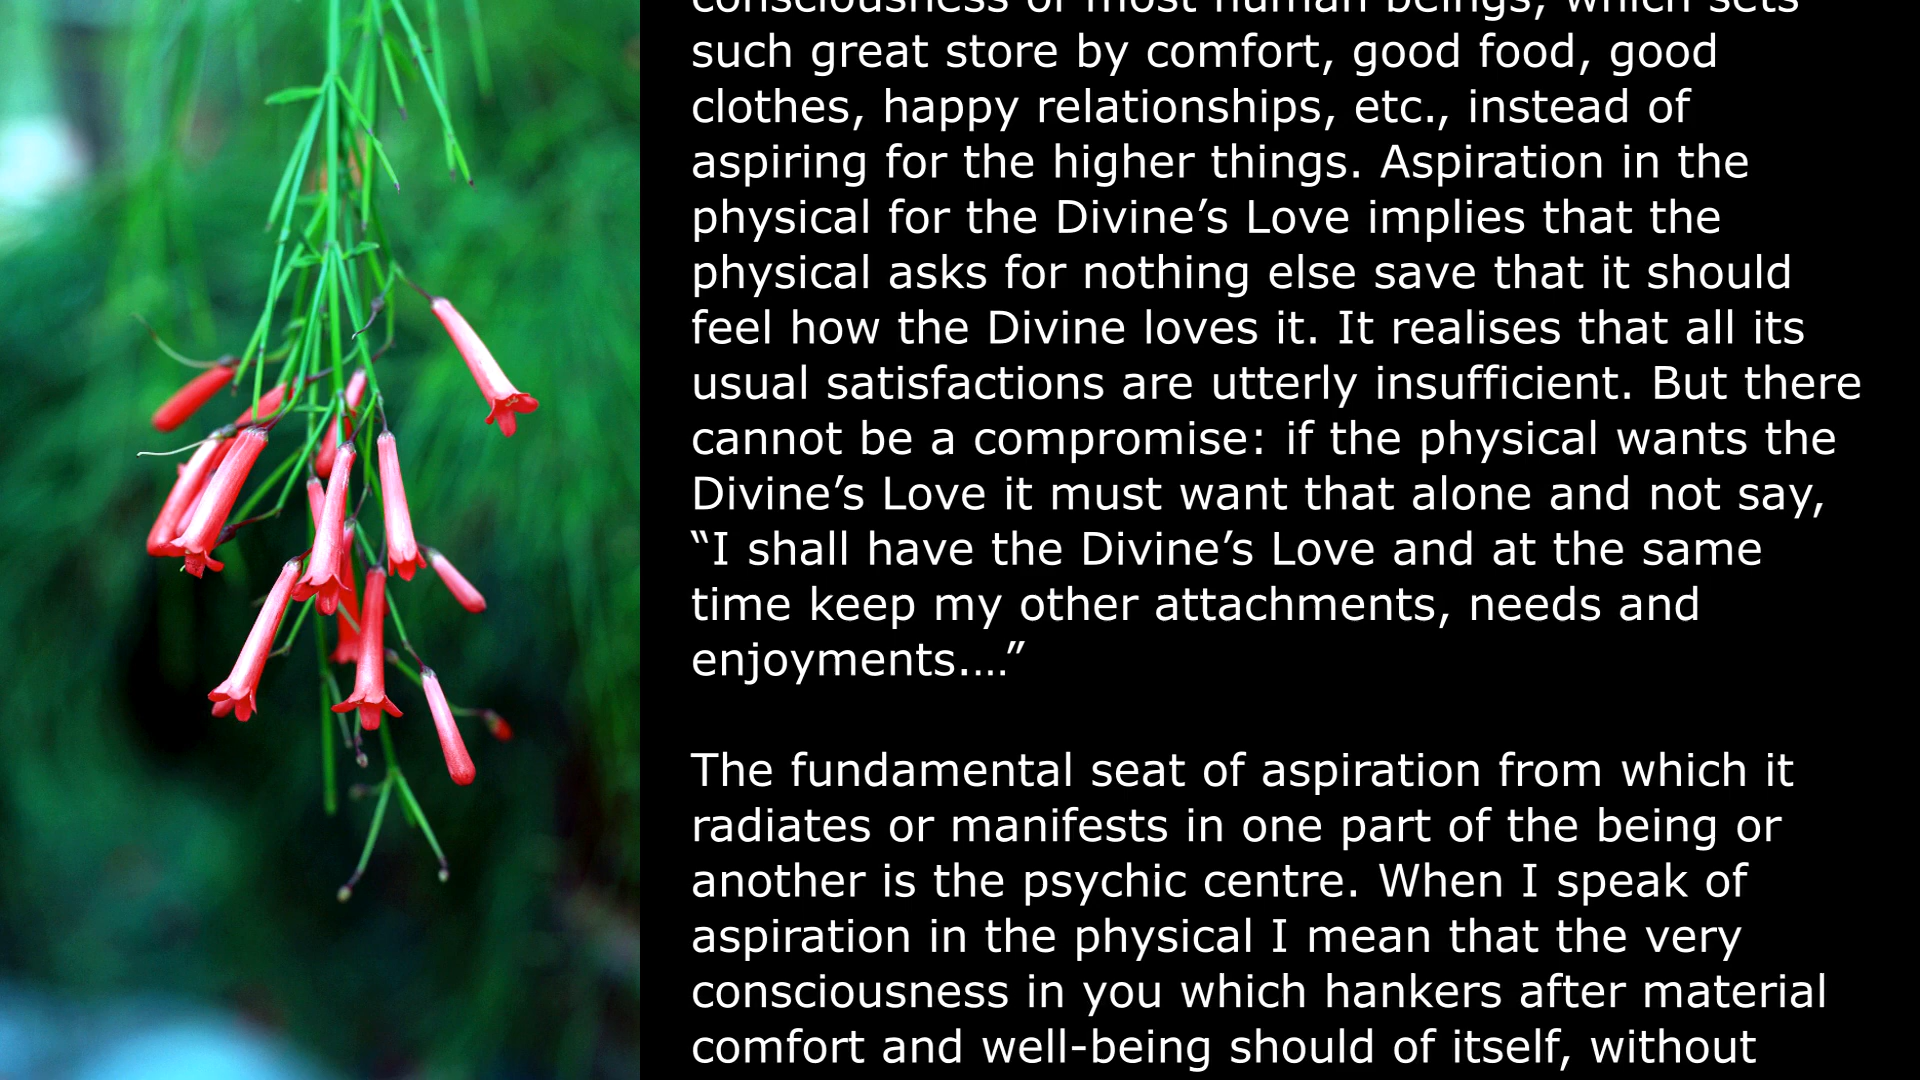 consciousness of most human beings, which sets
such great store by comfort, good food, good
clothes, happy relationships, etc., instead of
aspiring for the higher things. Aspiration in the
physical for the Divine’s Love implies that the
physical asks for nothing else save that it should
feel how the Divine loves it. It realises that all its
usual satisfactions are utterly insufficient. But there
cannot be a compromise: if the physical wants the
Divine’s Love it must want that alone and not say,
“I shall have the Divine’s Love and at the same
time keep my other attachments, needs and
enjoyments.…”

The fundamental seat of aspiration from which it
radiates or manifests in one part of the being or
another is the psychic centre. When I speak of
aspiration in the physical I mean that the very
consciousness in you which hankers after material
comfort and well-being should of itself, without